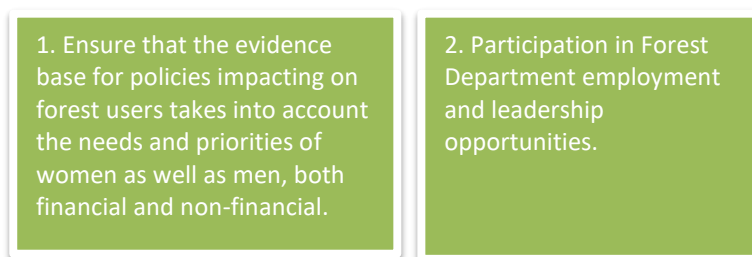 1. Ensure that the evidence
base for policies impacting on
forest users takes into account
the needs and priorities of
women as well as men, both
financial and non-financial.
2. Participation in Forest
Department employment
and leadership
opportunities.